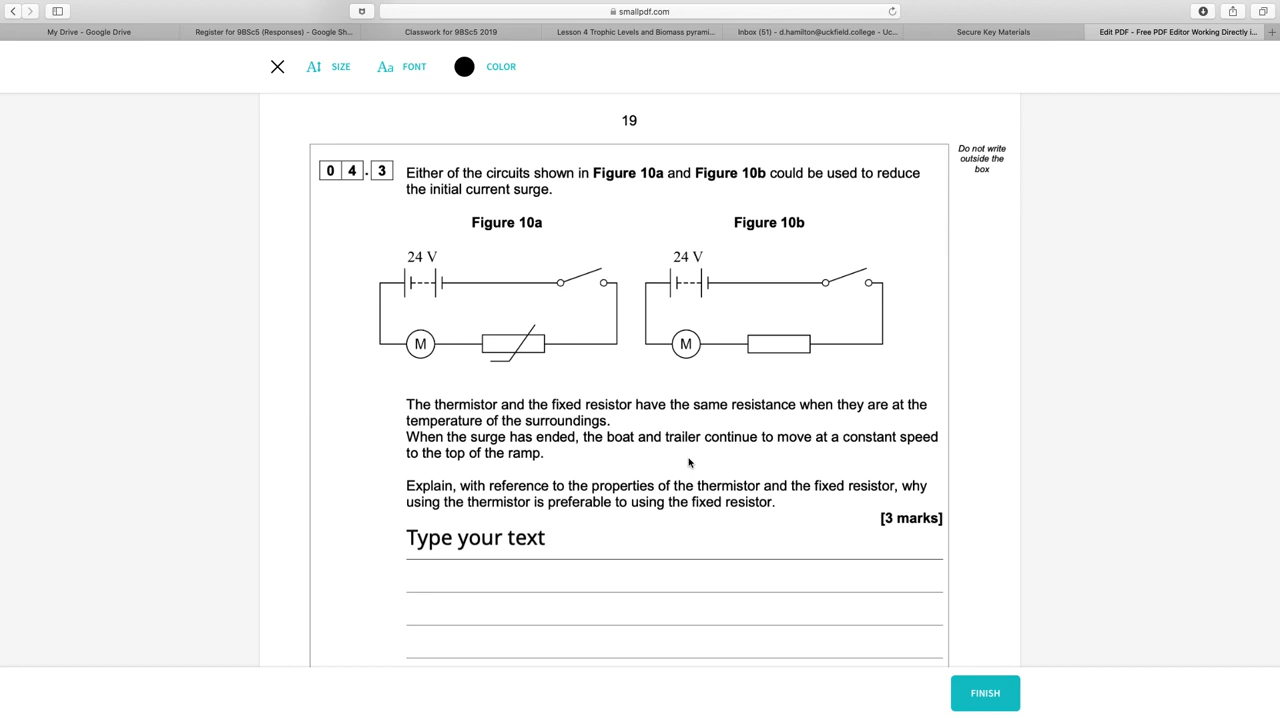 smallpdf.com
My Drive - Google Drive
Register for 9BSc5 (Responses) - Google Sh...
Classwork for 9BSc5 2019
Lesson 4 Trophic Levels and Biomass pyrami...
Inbox (51) - d.hamilton@uckfield.college - Uc...
Secure Key Materials
Edit PDF - Free PDF Editor Working Directly i...
SIZE
Aa FONT
COLOR
19
Do not write
outside the
box
0 4 . 3 Either of the circuits shown in Figure 10a and Figure 10b could be used to reduce
the initial current surge.
Figure 10a Figure 10b
24 V 24 V
M M
The thermistor and the fixed resistor have the same resistance when they are at the
temperature of the surroundings.
When the surge has ended, the boat and trailer continue to move at a constant speed
to the top of the ramp.
Explain, with reference to the properties of the thermistor and the fixed resistor, why
using the thermistor is preferable to using the fixed resistor.
[3 marks]
Type your text
FINISH